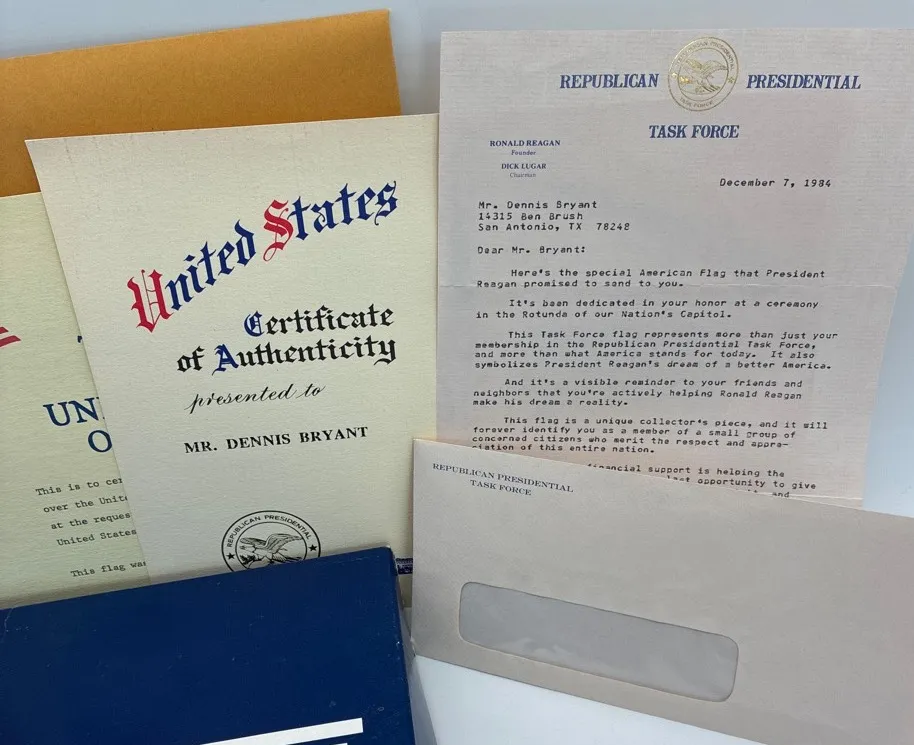 United States
Certificate
of Authenticity
presented to
MR. DENNIS BRYANT
REPUBLICAN PRESIDENTIAL
UN
O
This is to cer
over the Unite
at the reques
United States
This flag was
REPUBLICAN PRESIDENTIAL
TASK FORCE
RONALD REAGAN
Founder
DICK LUGAR
Chairman
December 7, 1984
Mr. Dennis Bryant
14315 Ben Brush
San Antonio, TX 78248
Dear Mr. Bryant:
Here's the special American Flag that President
Reagan promised to send to you.
It's been dedicated in your honor at a ceremony
in the Rotunda of our Nation's Capitol.
This Task Force flag represents more than just your
membership in the Republican Presidential Task Force,
and more than what America stands for today. It also
symbolizes President Reagan's dream of a better America.
And it's a visible reminder to your friends and
neighbors that you're actively helping Ronald Reagan
make his dream a reality.
This flag is a unique collector's piece, and it will
forever identify you as a member of a small group of
concerned citizens who merit the respect and appre-
ciation of this entire nation.
financial support is helping the
last opportunity to give
and
REPUBLICAN PRESIDENTIAL
TASK FORCE